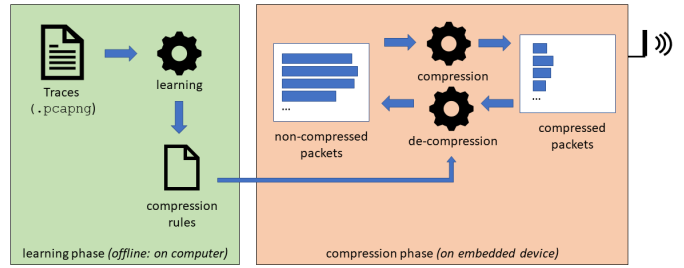 Traces
(.pcapng)
learning
compression
rules
learning phase (offline: on computer)
...
non-compressed
packets
compression
de-compression
...
compressed
packets
compression phase (on embedded device)